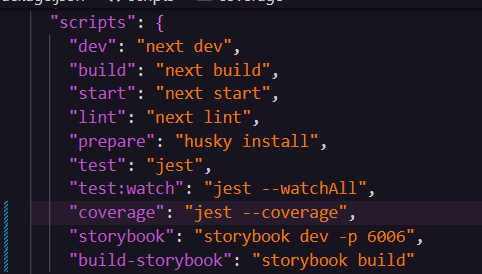 "scripts": {
"dev": "next dev",
"build": "next build",
"start": "next start",
"lint": "next lint",
"prepare": "husky install",
"test": "jest",
"test:watch": "jest --watchAll",
"coverage": "jest --coverage",
"storybook": "storybook dev -p 6006",
"build-storybook": "storybook build"